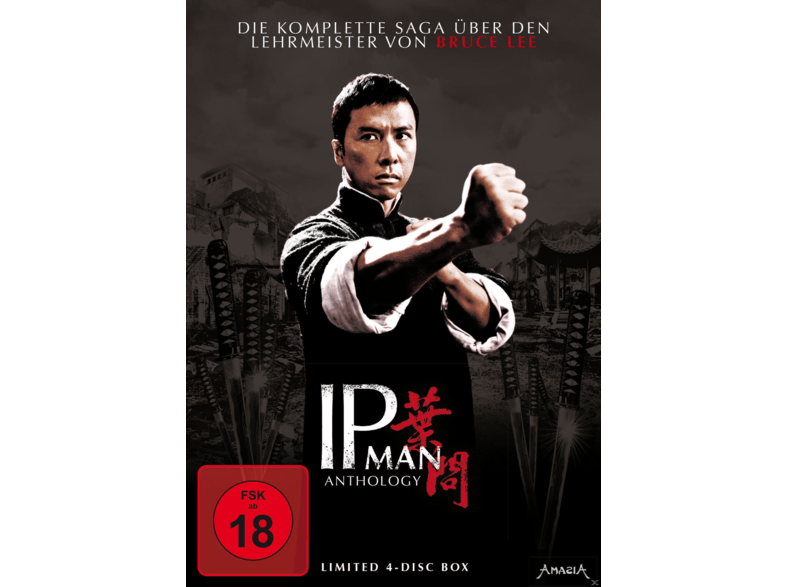 DIE KOMPLETTE SAGA ÜBER DEN
LEHRMEISTER VON BRUCE LEE
IP MAN
葉問
ANTHOLOGY
FSK
ab
18
LIMITED 4-DISC BOX
AMASIA